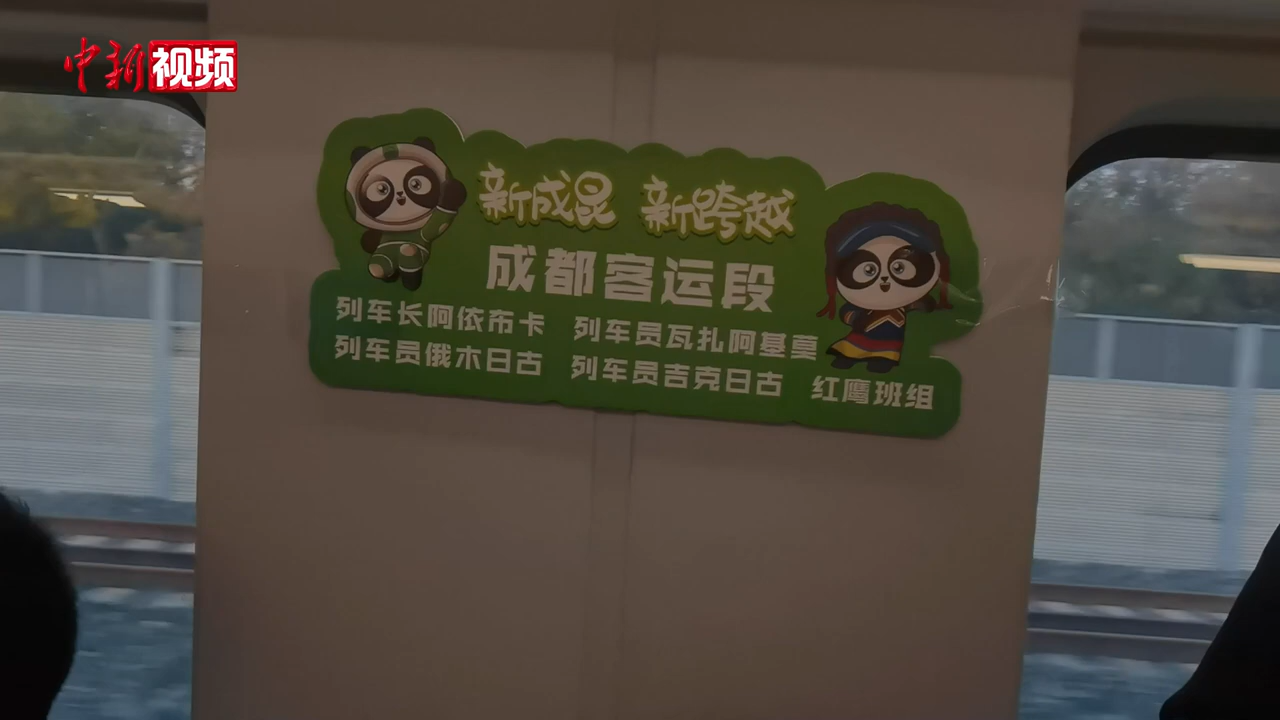 中新视频
新成昆 新跨越
成都客运段
列车长阿依布卡 列车员瓦扎阿基莫
列车员俄木日古 列车员吉克日古 红鹰班组